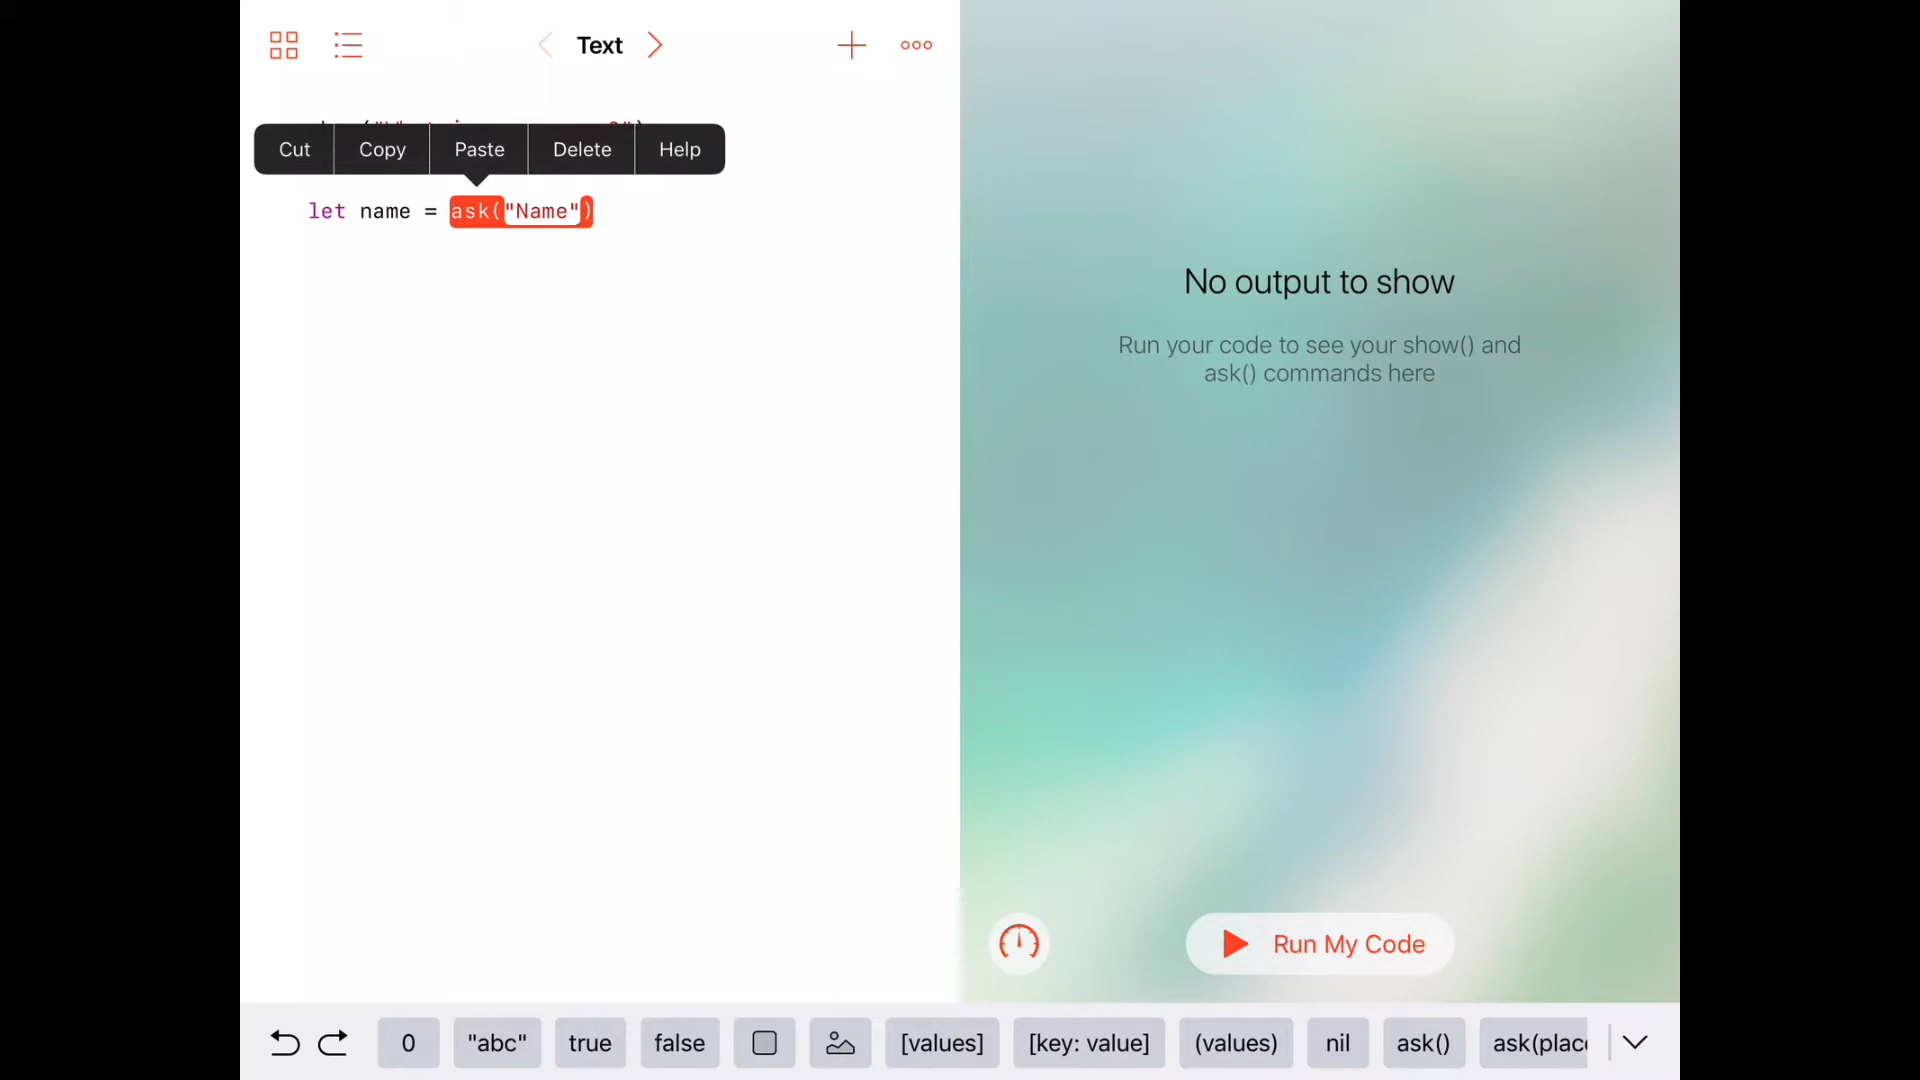 Text
Cut Copy Paste Delete Help
let name = ask("Name")
No output to show
Run your code to see your show() and
ask() commands here
Run My Code
0 "abc" true false [values] [key: value] (values) nil ask()